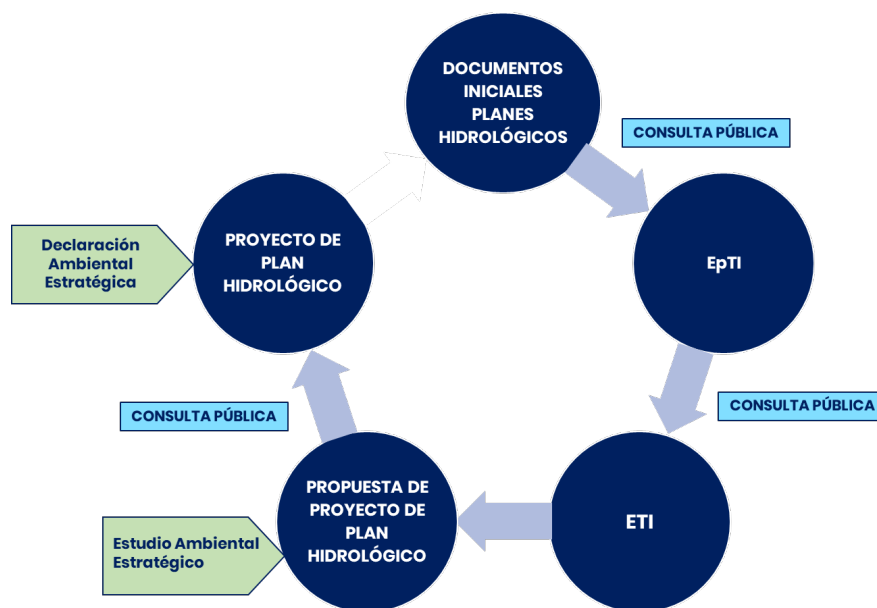 DOCUMENTOS
INICIALES
PLANES
HIDROLÓGICOS
CONSULTA PÚBLICA
EpTI
CONSULTA PÚBLICA
ETI
PROPUESTA DE
PROYECTO DE
PLAN
HIDROLÓGICO
Estudio Ambiental
Estratégico
CONSULTA PÚBLICA
PROYECTO DE
PLAN
HIDROLÓGICO
Declaración
Ambiental
Estratégica